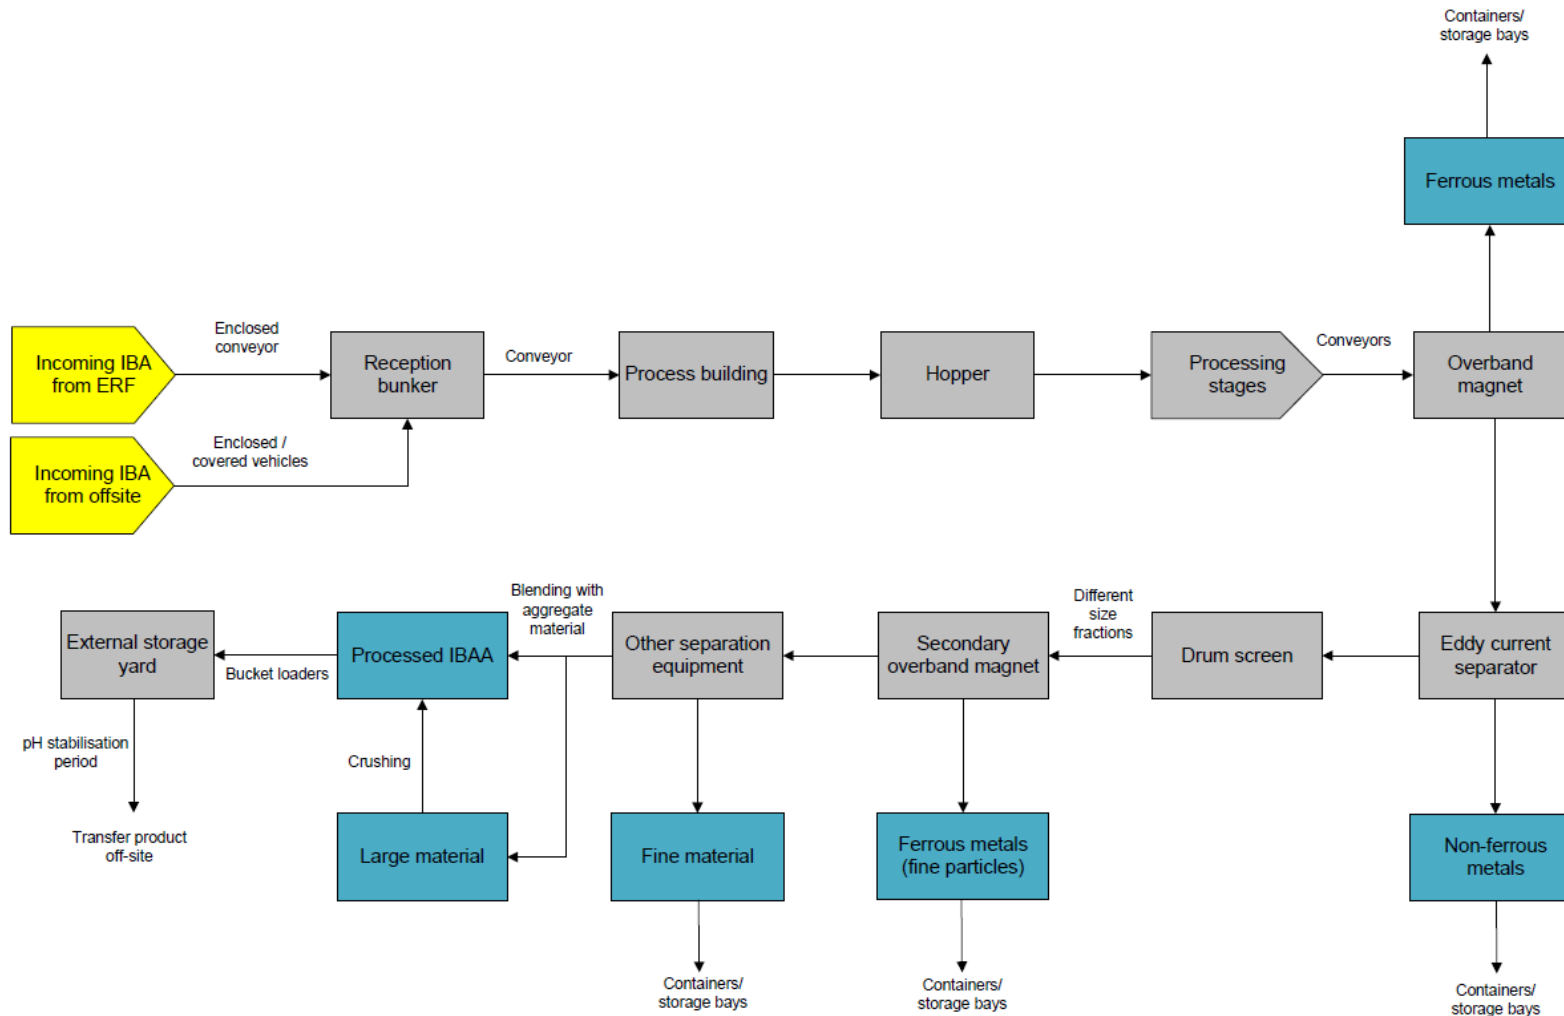 Containers/
storage bays
Ferrous metals
Incoming IBA
from ERF
Enclosed
conveyor
Reception
bunker
Conveyor
Process building
Hopper
Processing
stages
Conveyors
Overband
magnet
Incoming IBA
from offsite
Enclosed /
covered vehicles
External storage
yard
Bucket loaders
Processed IBAA
Blending with
aggregate
material
Other separation
equipment
Secondary
overband magnet
Different
size
fractions
Drum screen
Eddy current
separator
pH stabilisation
period
Crushing
Transfer product
off-site
Large material
Fine material
Ferrous metals
(fine particles)
Non-ferrous
metals
Containers/
storage bays
Containers/
storage bays
Containers/
storage bays